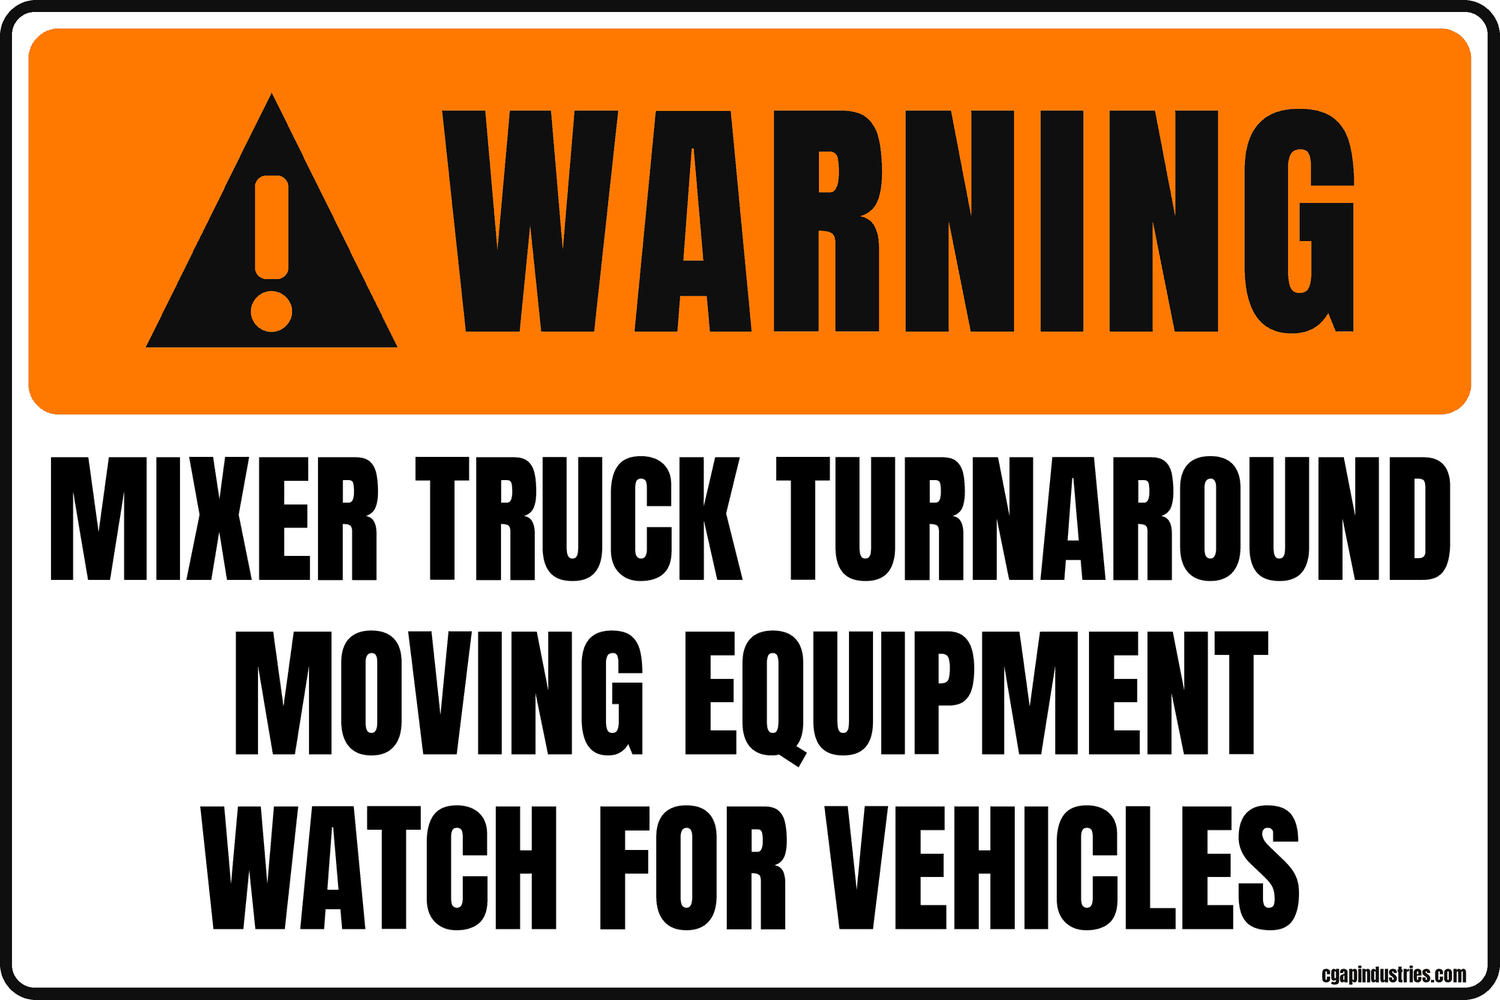 WARNING
MIXER TRUCK TURNAROUND
MOVING EQUIPMENT
WATCH FOR VEHICLES
cgapindustries.com